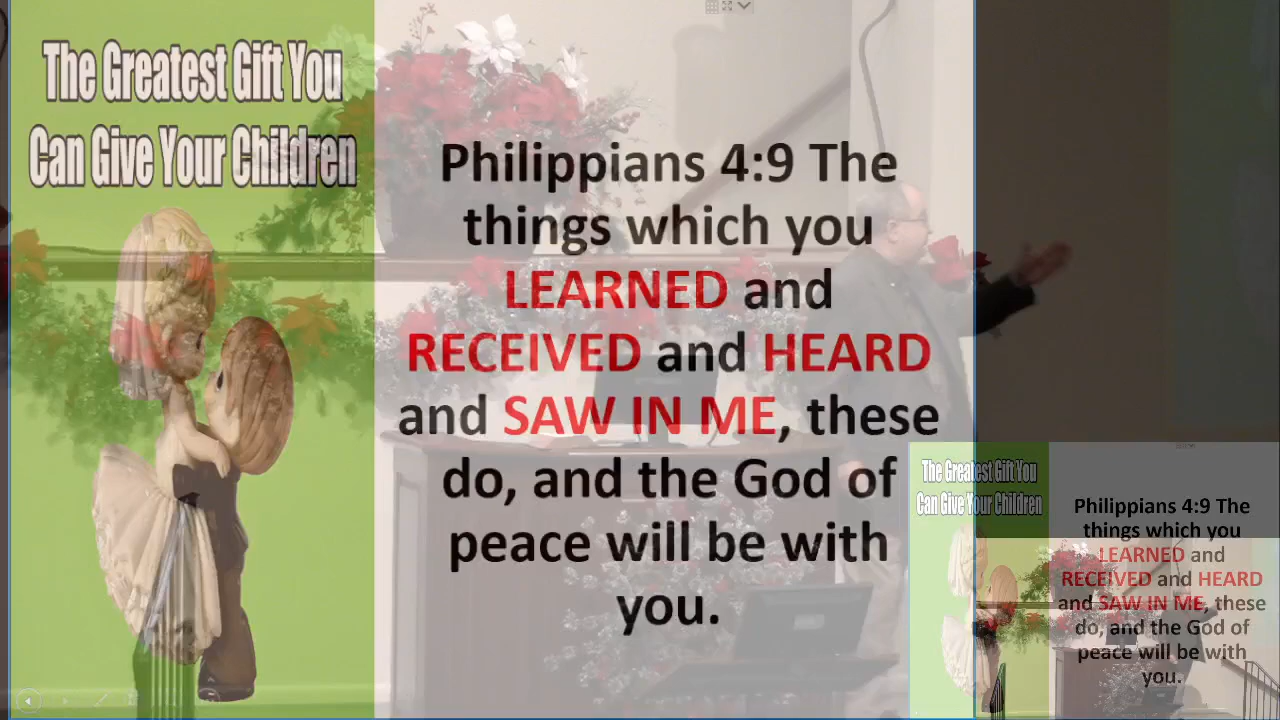 The Greatest Gift You
Can Give Your Children
Philippians 4:9 The
things which you
LEARNED and
RECEIVED and HEARD
and SAW IN ME, these
do, and the God of
peace will be with
you.
The Greatest Gift You
Can Give Your Children
Philippians 4:9 The
things which you
LEARNED and
RECEIVED and HEARD
and SAW IN ME, these
do, and the God of
peace will be with
you.